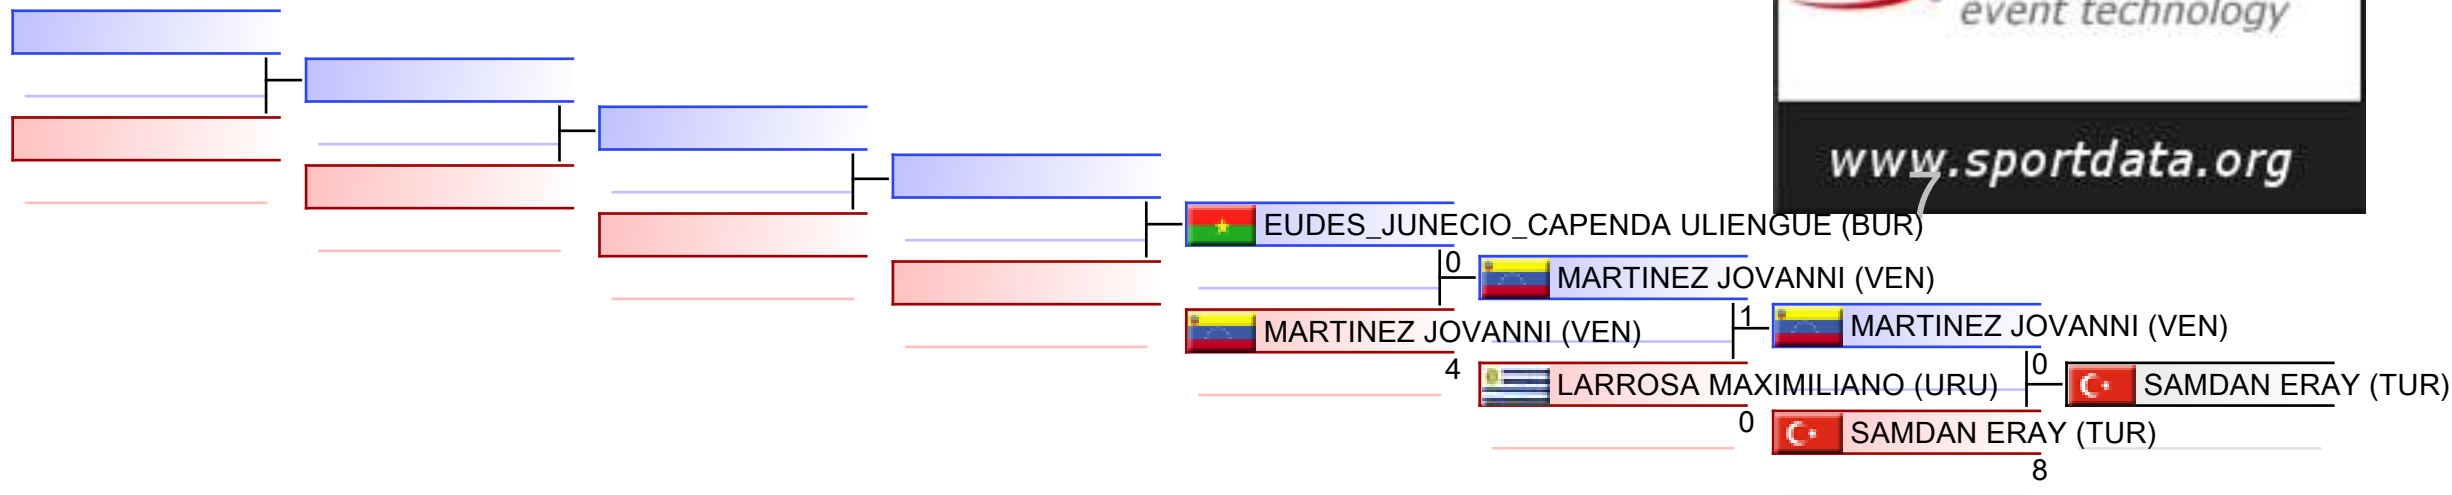 event technology
www.sportdata.org
7
EUDES_JUNECIO_CAPENDA ULIENGUE (BUR)
0
MARTINEZ JOVANNI (VEN)
MARTINEZ JOVANNI (VEN)
4
1
MARTINEZ JOVANNI (VEN)
LARROSA MAXIMILIANO (URU)
0
0
SAMDAN ERAY (TUR)
SAMDAN ERAY (TUR)
8